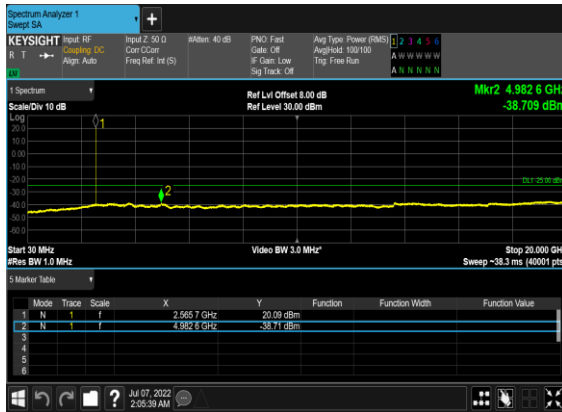 Spectrum Analyzer 1
Swept SA
+
KEYSIGHT Input: RF Input Z: 50 Ω #Atten: 40 dB PNO: Fast Avg Type: Power (RMS) 1 2 3 4 5 6
R T Coupling: DC Corr CCorr Gate: Off Avg|Hold: 100/100 A W W W W W
Align: Auto Freq Ref: Int (S) IF Gain: Low Trig: Free Run
LXI Sig Track: Off A N N N N N
1 Spectrum Ref Lvl Offset 8.00 dB Mkr2 4.982 6 GHz
Scale/Div 10 dB Ref Level 30.00 dBm -38.709 dBm
Log
1
20.0
10.0
0.00
-10.0
-20.0
DL1 -25.00 dBm
-30.0
2
-40.0
-50.0
-60.0
Start 30 MHz Video BW 3.0 MHz* Stop 20.000 GHz
#Res BW 1.0 MHz Sweep ~38.3 ms (40001 pts)
5 Marker Table
Mode Trace Scale X Y Function Function Width Function Value
1 N 1 f 2.565 7 GHz 20.09 dBm
2 N 1 f 4.982 6 GHz -38.71 dBm
3
4
5
6
? Jul 07, 2022
2:05:39 AM